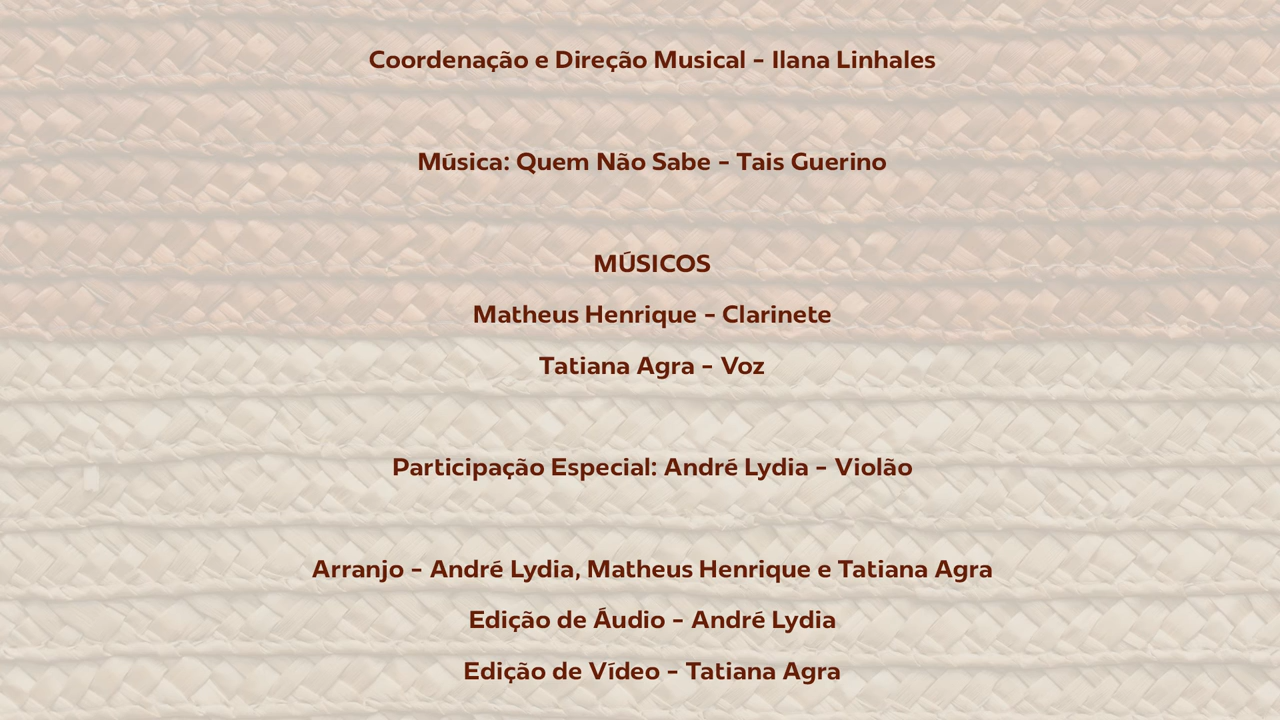 Coordenação e Direção Musical - Ilana Linhales
Música: Quem Não Sabe - Tais Guerino
MÚSICOS
Matheus Henrique - Clarinete
Tatiana Agra - Voz
Participação Especial: André Lydia - Violão
Arranjo - André Lydia, Matheus Henrique e Tatiana Agra
Edição de Áudio - André Lydia
Edição de Vídeo - Tatiana Agra